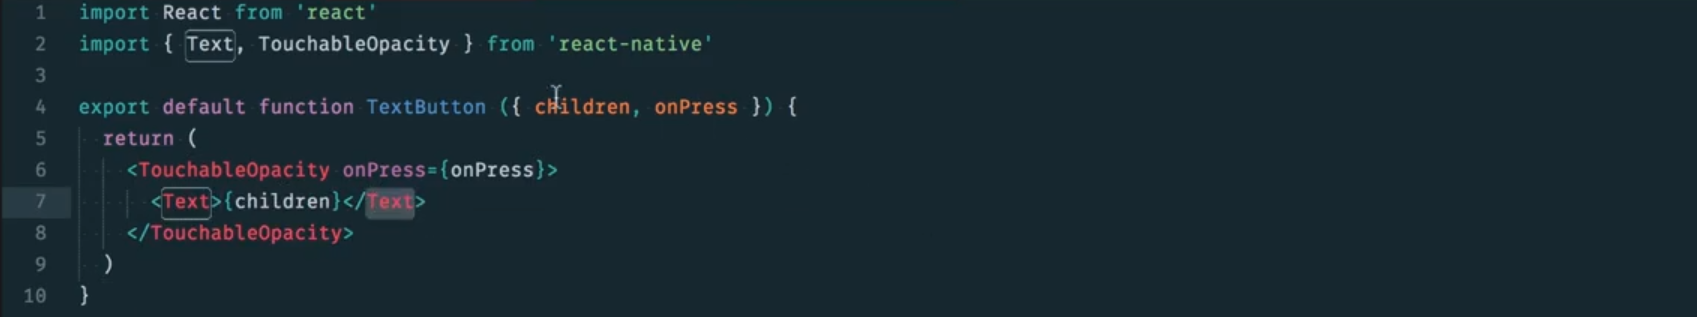 1 import React from 'react'
2 import { Text, TouchableOpacity } from 'react-native'
3
4 export default function TextButton ({ children, onPress }) {
5 return (
6 <TouchableOpacity onPress={onPress}>
7 <Text>{children}</Text>
8 </TouchableOpacity>
9 )
10 }